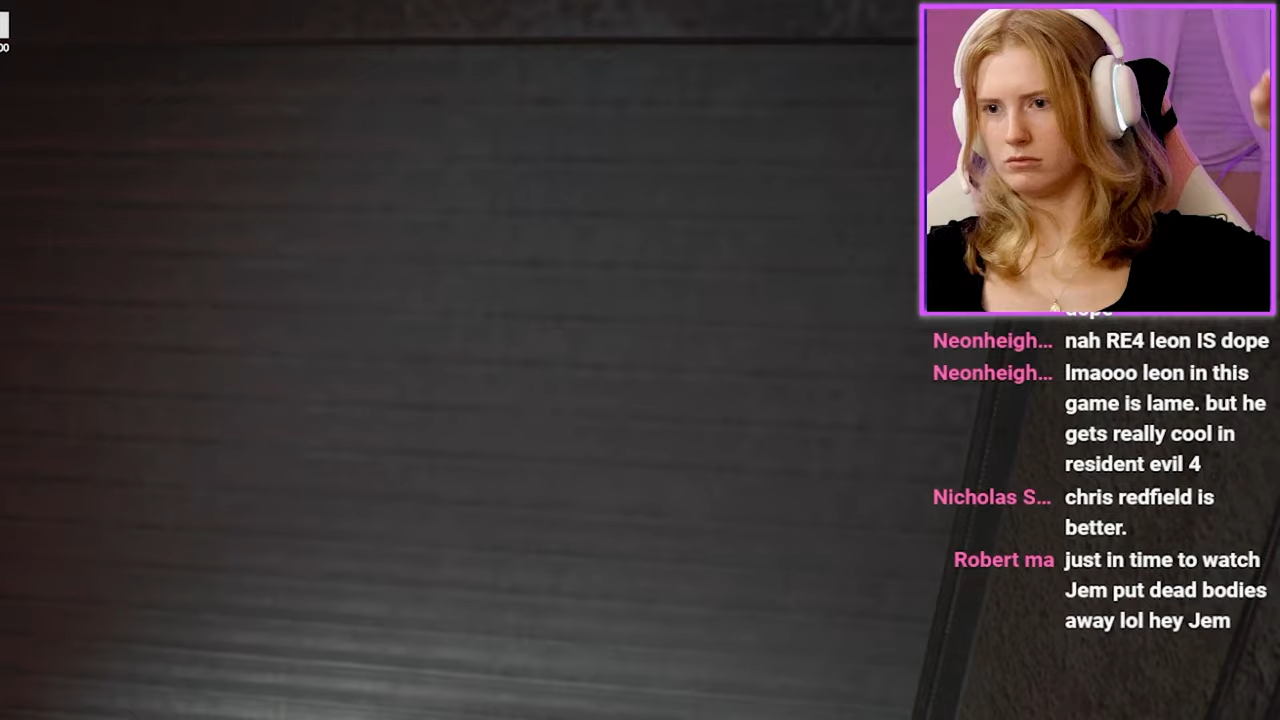 00
dope
Neonheigh... nah RE4 leon IS dope
Neonheigh... lmaooo leon in this
game is lame. but he
gets really cool in
resident evil 4
Nicholas S... chris redfield is
better.
Robert ma just in time to watch
Jem put dead bodies
away lol hey Jem